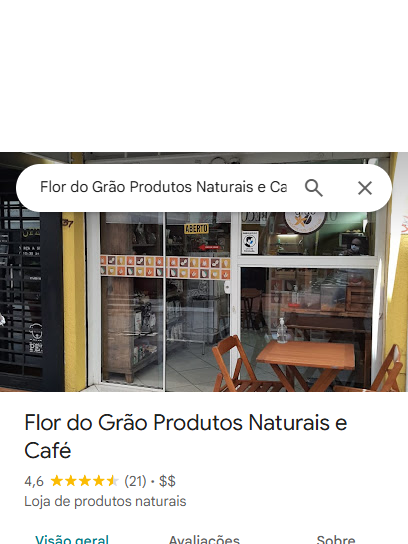 Flor do Grão Produtos Naturais e Ca
ABERTO
Flor do Grão Produtos Naturais e
Café
4,6 (21) · $$
Loja de produtos naturais
Visão geral Avaliações Sobre